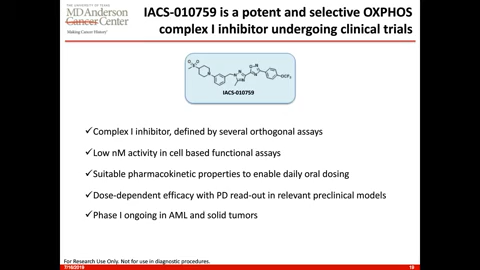 THE UNIVERSITY OF TEXAS
MD Anderson
Cancer Center
Making Cancer History®
IACS-010759 is a potent and selective OXPHOS
complex I inhibitor undergoing clinical trials
IACS-010759
✓Complex I inhibitor, defined by several orthogonal assays
✓Low nM activity in cell based functional assays
✓Suitable pharmacokinetic properties to enable daily oral dosing
✓Dose-dependent efficacy with PD read-out in relevant preclinical models
✓Phase I ongoing in AML and solid tumors
For Research Use Only. Not for use in diagnostic procedures.
7/16/2019